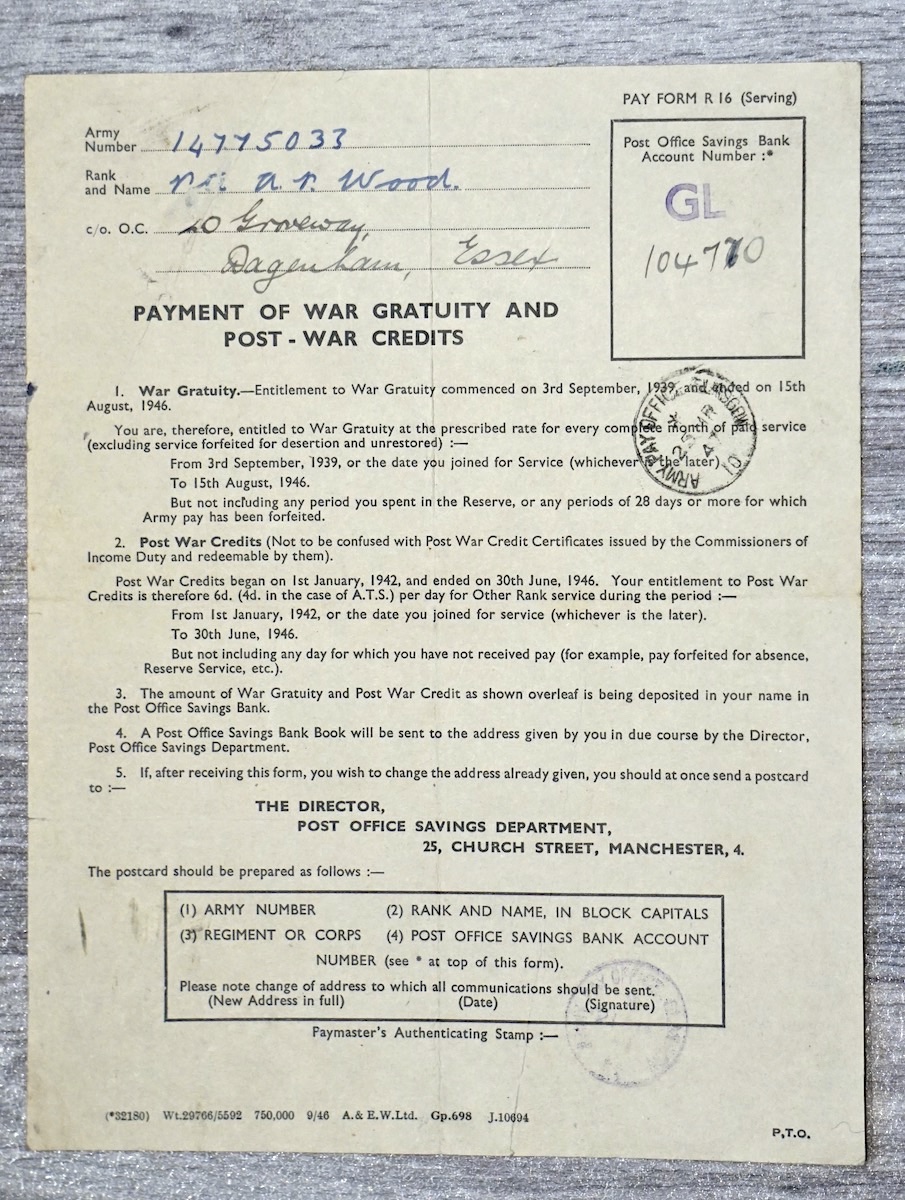 PAY FORM R 16 (Serving)
Army
Number 14775033
Post Office Savings Bank
Account Number :*
GL
104770
Rank
and Name Pte. A. P. Wood.
c/o. O.C. 20 Groveway,
Dagenham, Essex
PAYMENT OF WAR GRATUITY AND
POST - WAR CREDITS
ARMY PAY OFFICE GLASGOW
25 MR
47
10
1. War Gratuity.—Entitlement to War Gratuity commenced on 3rd September, 1939, and ended on 15th
August, 1946.
You are, therefore, entitled to War Gratuity at the prescribed rate for every complete month of paid service
(excluding service forfeited for desertion and unrestored) :—
From 3rd September, 1939, or the date you joined for Service (whichever is the later)
To 15th August, 1946.
But not including any period you spent in the Reserve, or any periods of 28 days or more for which
Army pay has been forfeited.
2. Post War Credits (Not to be confused with Post War Credit Certificates issued by the Commissioners of
Income Duty and redeemable by them).
Post War Credits began on 1st January, 1942, and ended on 30th June, 1946. Your entitlement to Post War
Credits is therefore 6d. (4d. in the case of A.T.S.) per day for Other Rank service during the period :—
From 1st January, 1942, or the date you joined for service (whichever is the later).
To 30th June, 1946.
But not including any day for which you have not received pay (for example, pay forfeited for absence,
Reserve Service, etc.).
3. The amount of War Gratuity and Post War Credit as shown overleaf is being deposited in your name in
the Post Office Savings Bank.
4. A Post Office Savings Bank Book will be sent to the address given by you in due course by the Director,
Post Office Savings Department.
5. If, after receiving this form, you wish to change the address already given, you should at once send a postcard
to :—
THE DIRECTOR,
POST OFFICE SAVINGS DEPARTMENT,
25, CHURCH STREET, MANCHESTER, 4.
The postcard should be prepared as follows :—
(1) ARMY NUMBER (2) RANK AND NAME, IN BLOCK CAPITALS
(3) REGIMENT OR CORPS (4) POST OFFICE SAVINGS BANK ACCOUNT
NUMBER (see * at top of this form).
Please note change of address to which all communications should be sent.
(New Address in full) (Date) (Signature)
Paymaster's Authenticating Stamp :—
(*32180) Wt.29766/5592 750,000 9/46 A.& E.W.Ltd. Gp.698 J.10694
P.T.O.